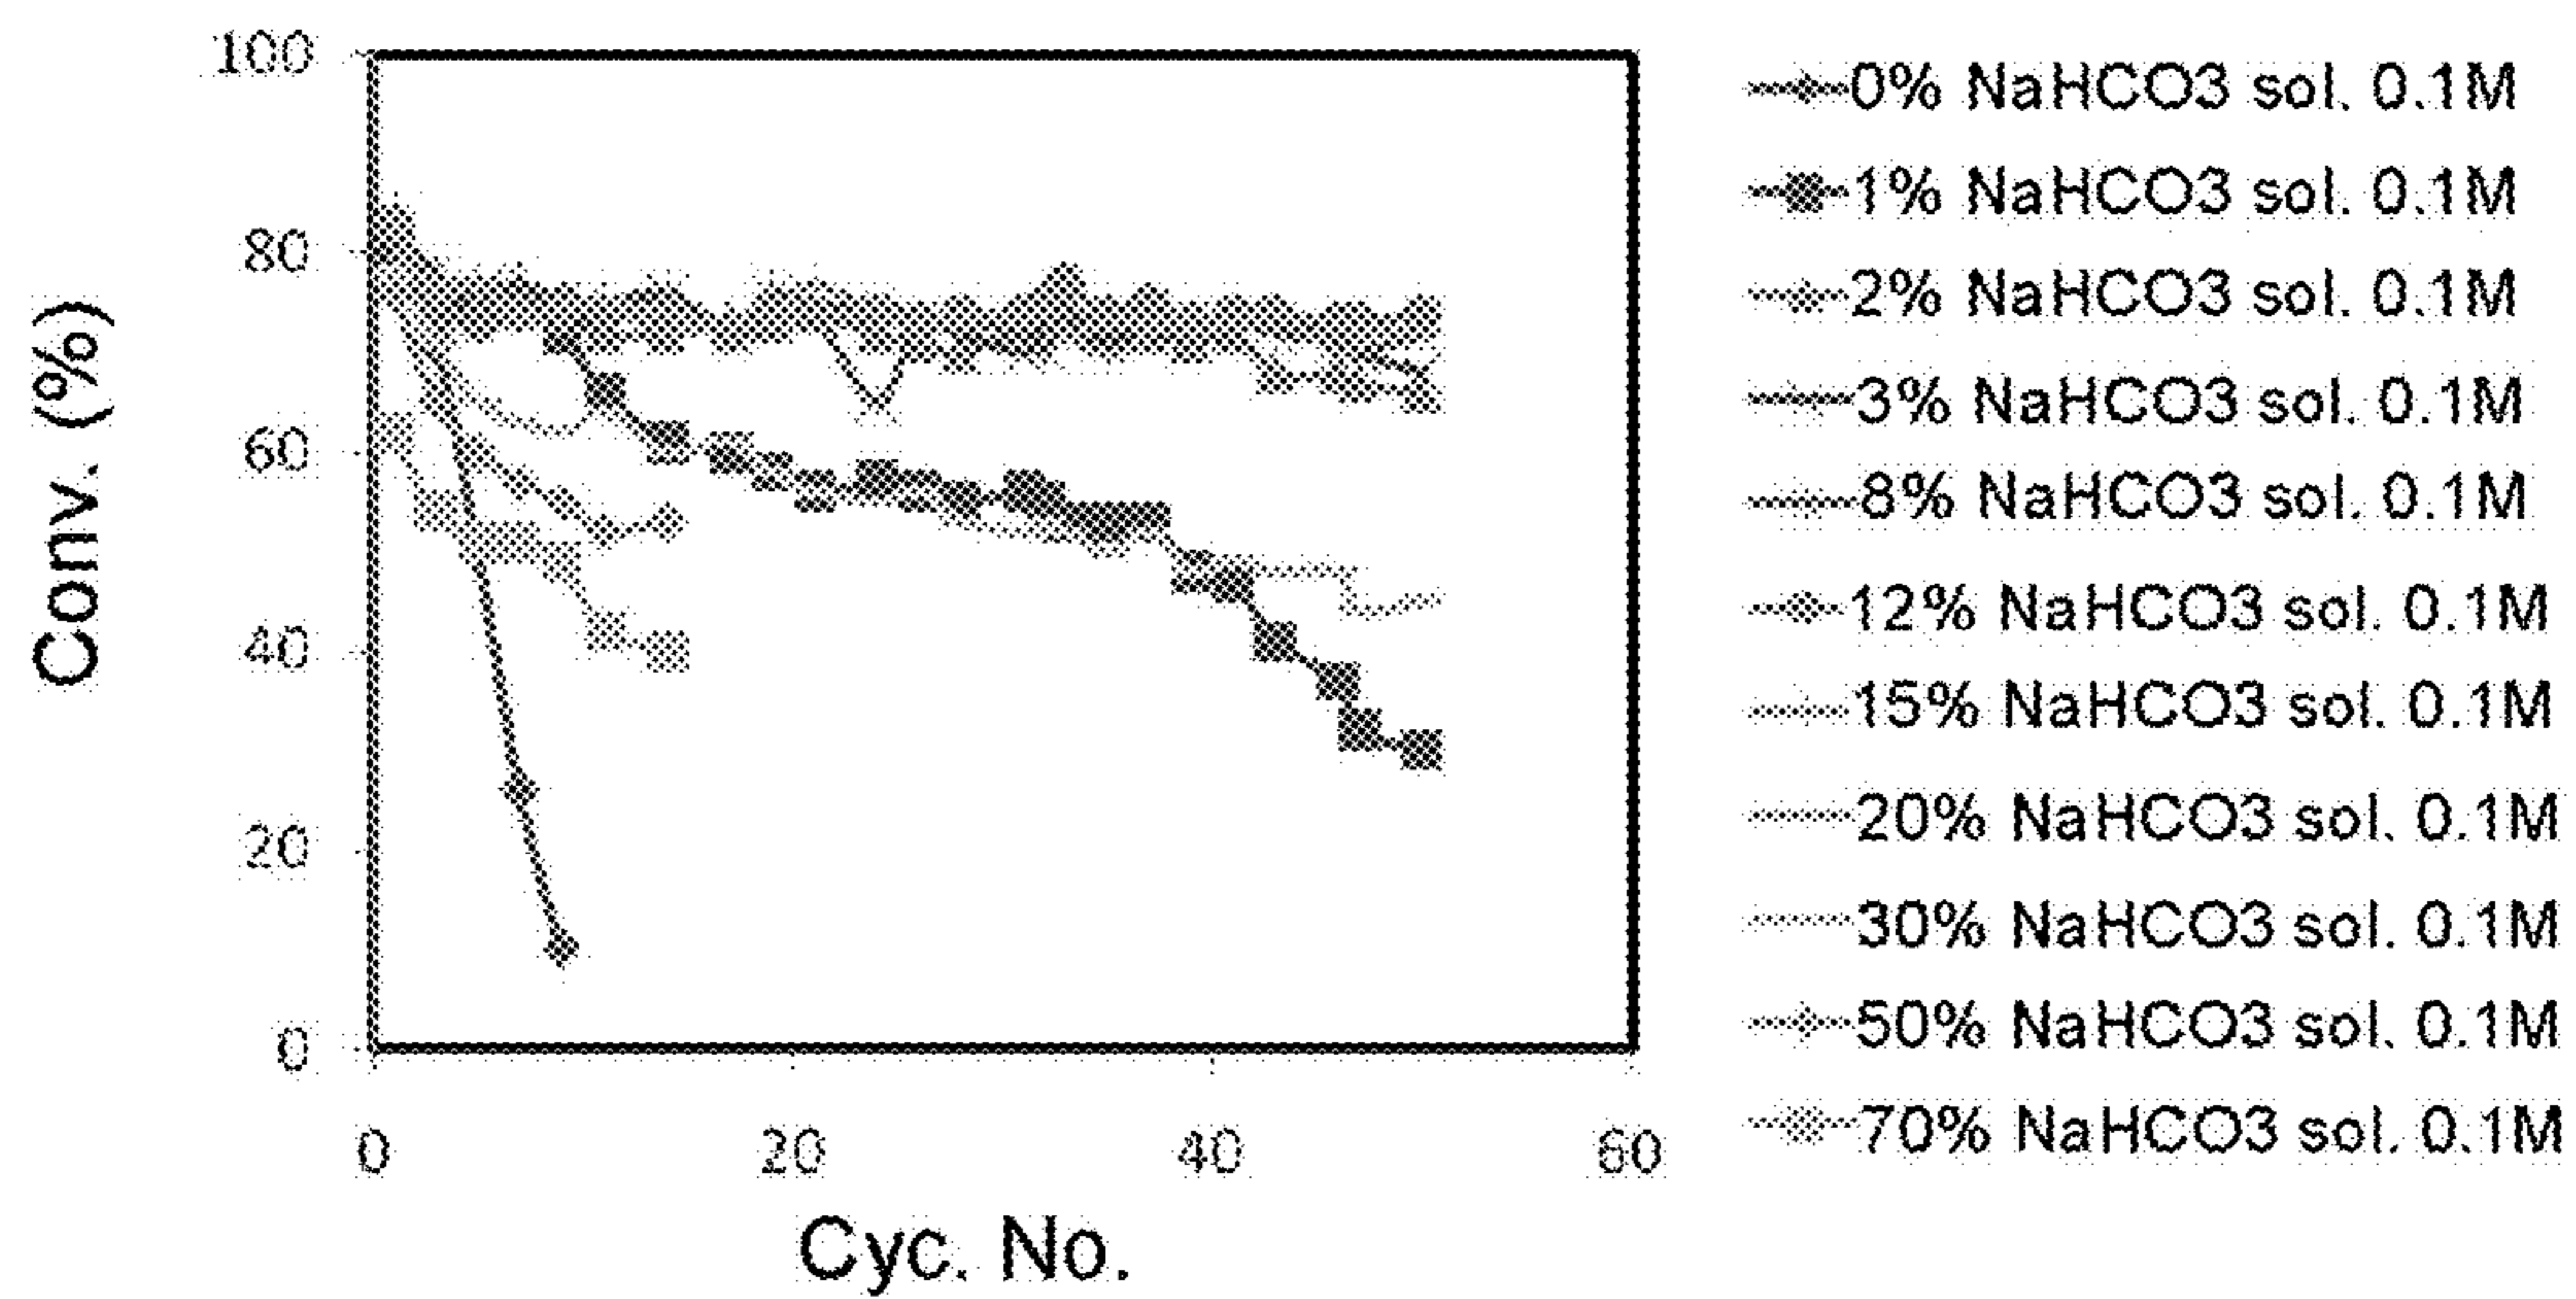 Conv. (%)
100
80
60
40
20
0
0 20 40 60
Cyc. No.
0% NaHCO3 sol. 0.1M
1% NaHCO3 sol. 0.1M
2% NaHCO3 sol. 0.1M
3% NaHCO3 sol. 0.1M
8% NaHCO3 sol. 0.1M
12% NaHCO3 sol. 0.1M
15% NaHCO3 sol. 0.1M
20% NaHCO3 sol. 0.1M
30% NaHCO3 sol. 0.1M
50% NaHCO3 sol. 0.1M
70% NaHCO3 sol. 0.1M